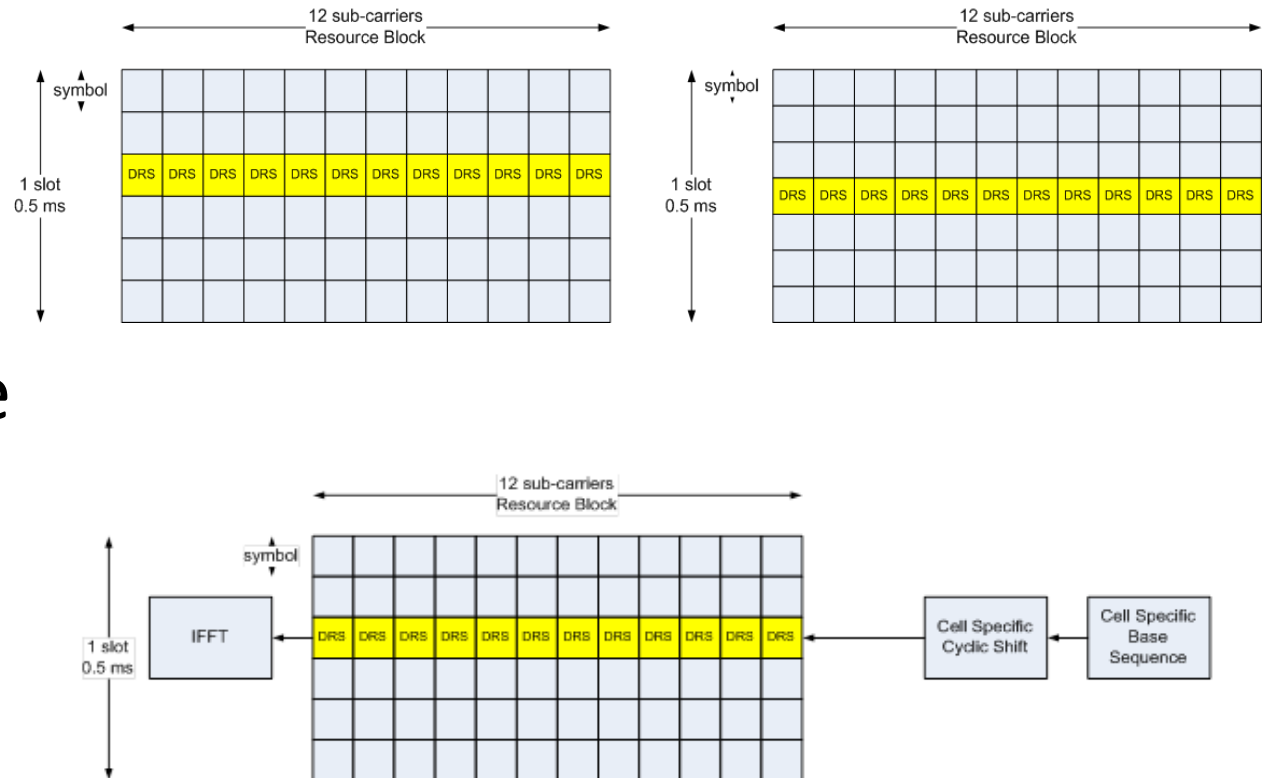 12 sub-carriers
Resource Block
symbol
1 slot
0.5 ms
DRS DRS DRS DRS DRS DRS DRS DRS DRS DRS DRS DRS
12 sub-carriers
Resource Block
symbol
1 slot
0.5 ms
DRS DRS DRS DRS DRS DRS DRS DRS DRS DRS DRS DRS
e
12 sub-carriers
Resource Block
symbol
1 slot
0.5 ms
IFFT
DRS DRS DRS DRS DRS DRS DRS DRS DRS DRS DRS DRS
Cell Specific
Cyclic Shift
Cell Specific
Base
Sequence